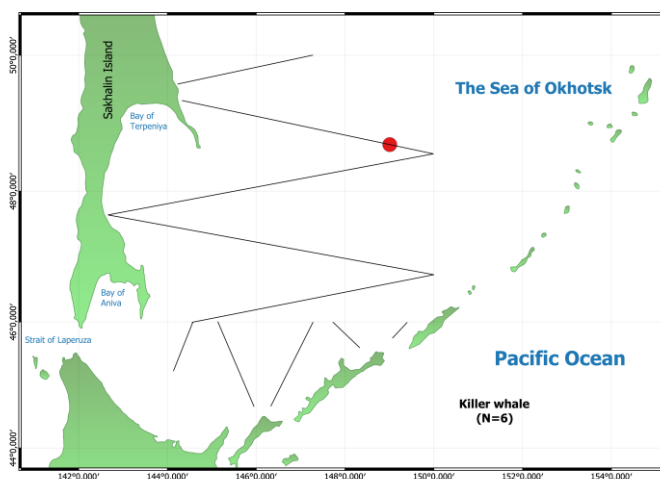 50°0,000'
48°0,000'
46°0,000'
44°0,000'
Sakhalin Island
Bay of
Terpeniya
The Sea of Okhotsk
Bay of
Aniva
Strait of Laperuza
Pacific Ocean
Killer whale
(N=6)
142°0,000'
144°0,000'
146°0,000'
148°0,000'
150°0,000'
152°0,000'
154°0,000'